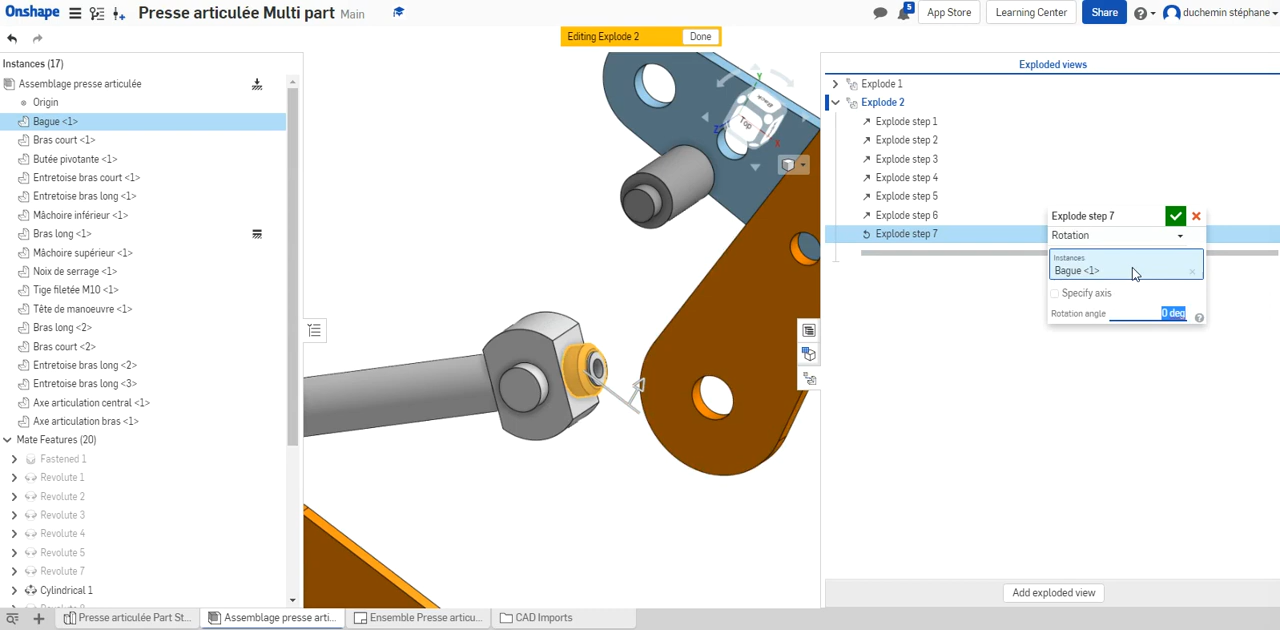 Onshape
Presse articulée Multi part
Main
5
App Store
Learning Center
Share
duchemin stéphane
Editing Explode 2
Done
Instances (17)
Assemblage presse articulée
Origin
Bague <1>
Bras court <1>
Butée pivotante <1>
Entretoise bras court <1>
Entretoise bras long <1>
Mâchoire inférieur <1>
Bras long <1>
Mâchoire supérieur <1>
Noix de serrage <1>
Tige filetée M10 <1>
Tête de manoeuvre <1>
Bras long <2>
Bras court <2>
Entretoise bras long <2>
Entretoise bras long <3>
Axe articulation central <1>
Axe articulation bras <1>
Mate Features (20)
Fastened 1
Revolute 1
Revolute 2
Revolute 3
Revolute 4
Revolute 5
Revolute 7
Cylindrical 1
Y
Top
Z
X
Exploded views
Explode 1
Explode 2
Explode step 1
Explode step 2
Explode step 3
Explode step 4
Explode step 5
Explode step 6
Explode step 7
Explode step 7
Rotation
Instances
Bague <1>
Specify axis
Rotation angle
0 deg
Add exploded view
Presse articulée Part St...
Assemblage presse arti...
Ensemble Presse articu...
CAD Imports